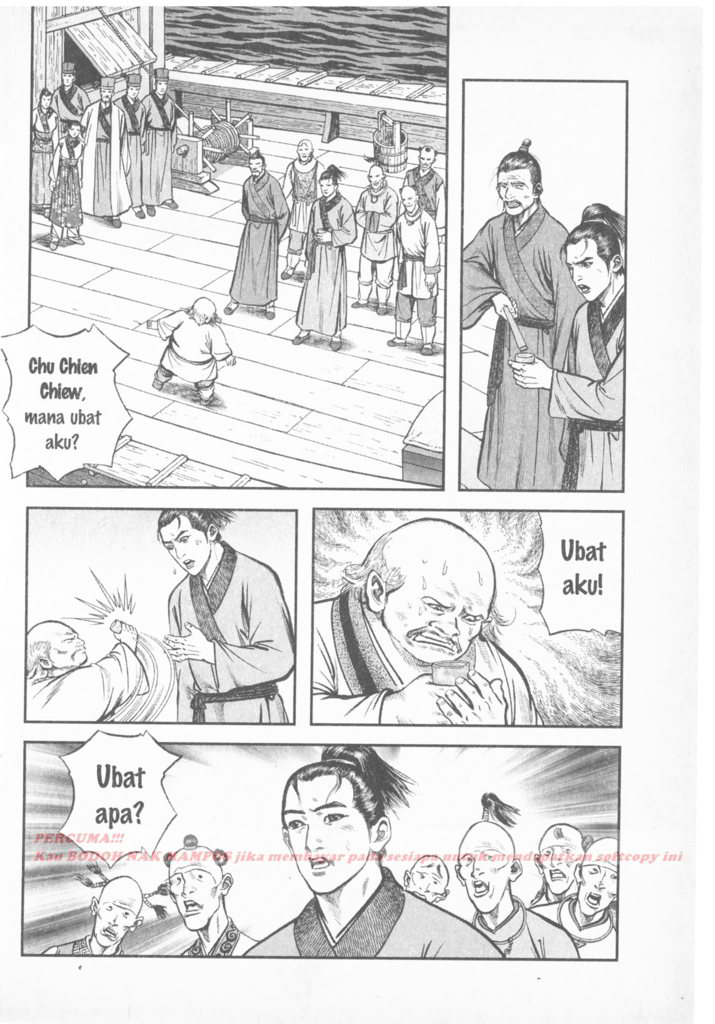 Chu Chien
Chiew,
mana ubat
aku?
Ubat
aku!
Ubat
apa?
PERCUMA!!!
Kau BODOH NAK MAMPUS jika membayar pada sesiapa untuk mendapatkan softcopy ini